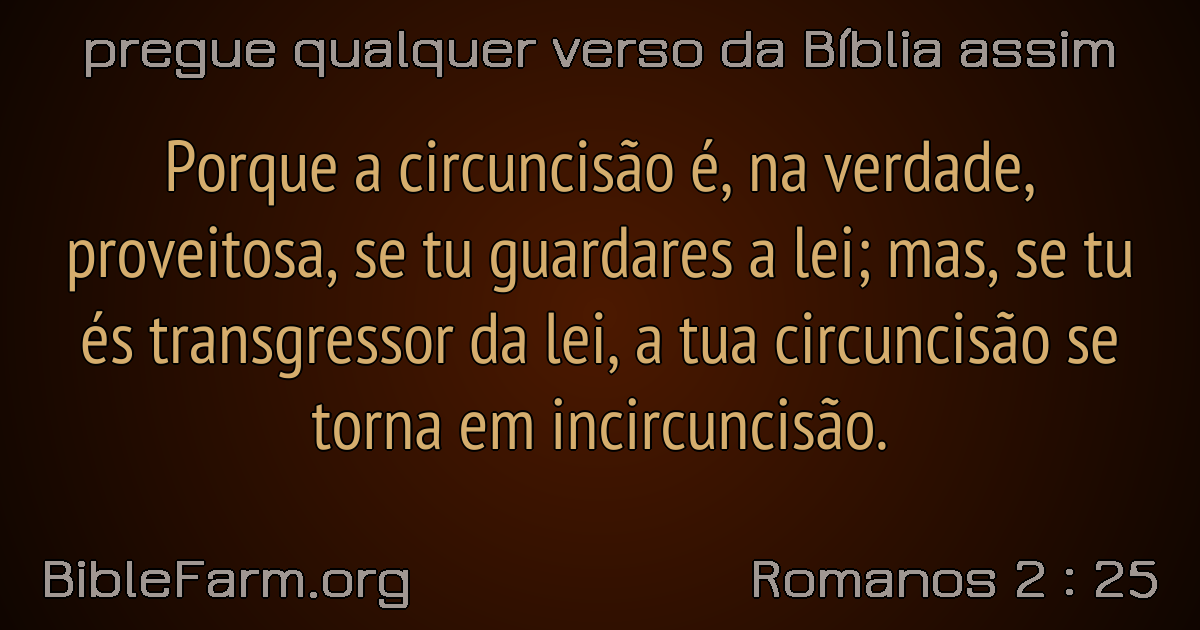 pregue qualquer verso da Bíblia assim
Porque a circuncisão é, na verdade,
proveitosa, se tu guardares a lei; mas, se tu
és transgressor da lei, a tua circuncisão se
torna em incircuncisão.
BibleFarm.org
Romanos 2 : 25